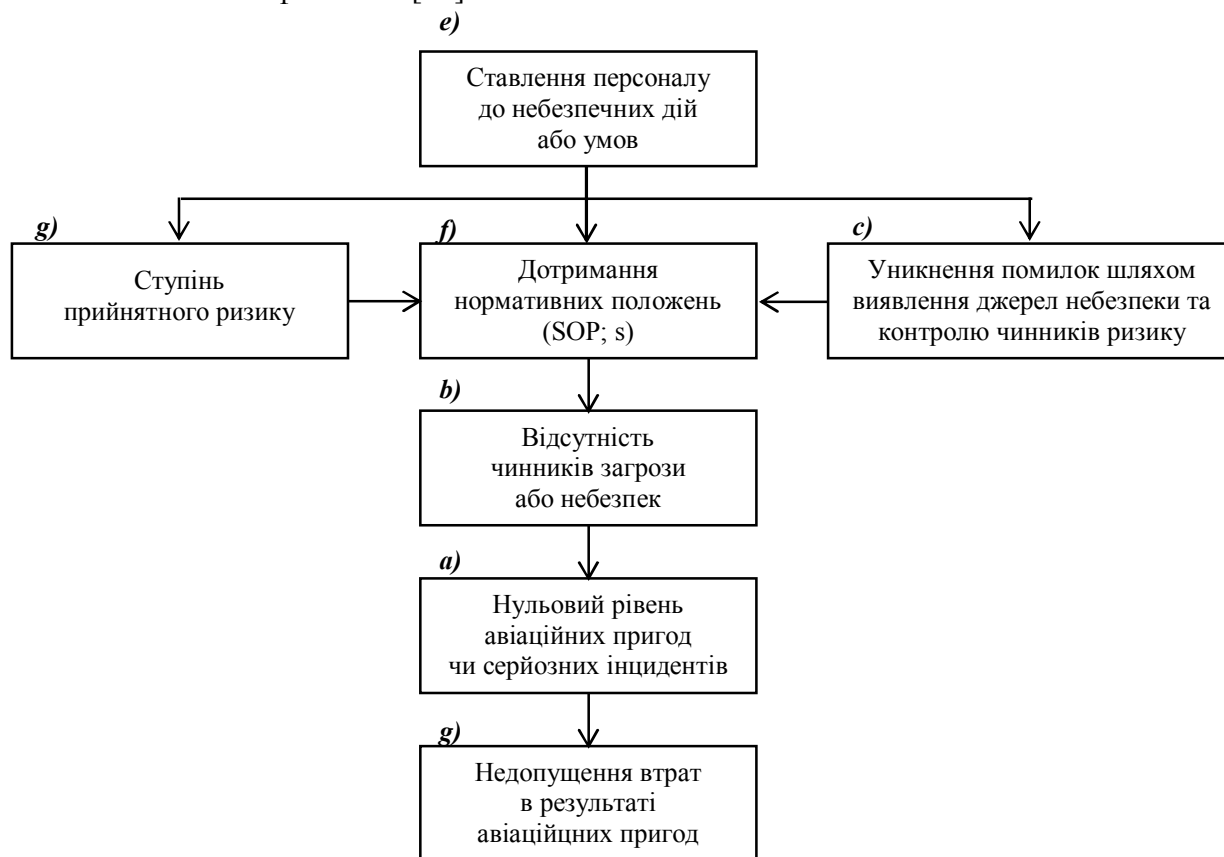 e)
Ставлення персоналу
до небезпечних дій
або умов
g)
Ступінь
прийнятного ризику
f)
Дотримання
нормативних положень
(SOP; s)
c)
Уникнення помилок шляхом
виявлення джерел небезпеки та
контролю чинників ризику
b)
Відсутність
чинників загрози
або небезпек
a)
Нульовий рівень
авіаційних пригод
чи серйозних інцидентів
g)
Недопущення втрат
в результаті
авіаційцних пригод